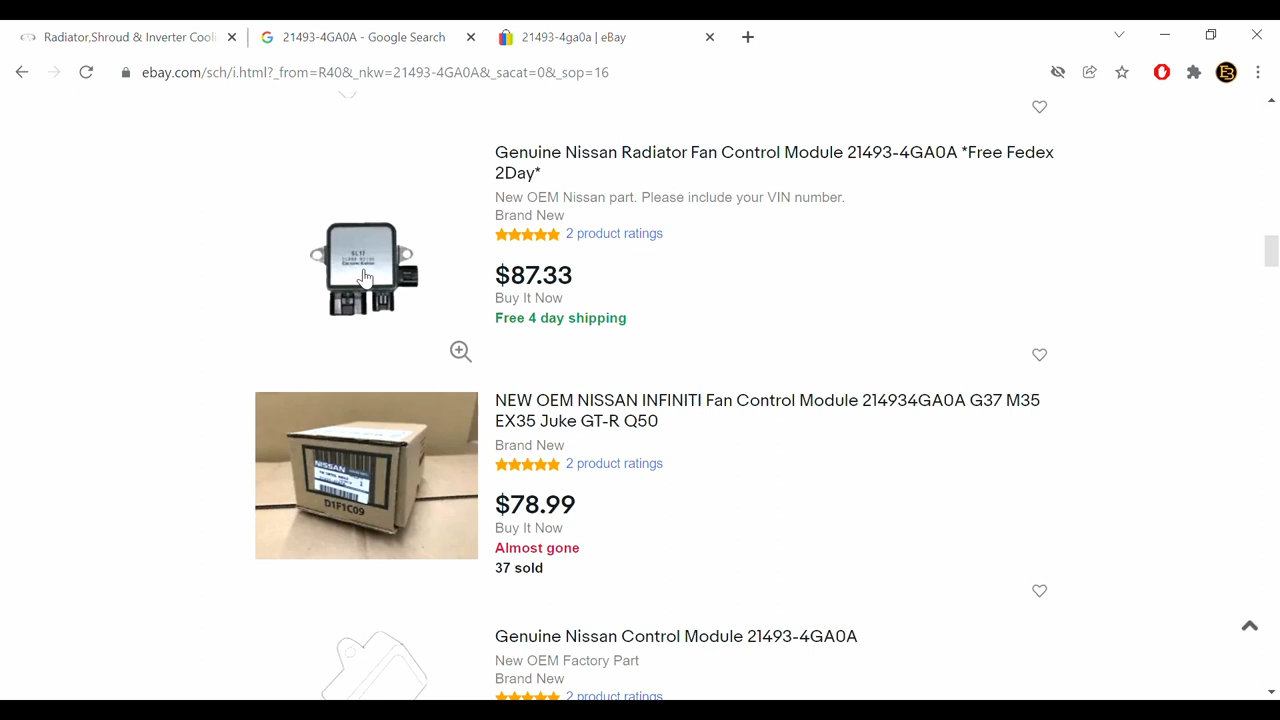 Radiator,Shroud & Inverter Cooli
21493-4GA0A - Google Search
21493-4ga0a | eBay
ebay.com/sch/i.html?_from=R40&_nkw=21493-4GA0A&_sacat=0&_sop=16
Genuine Nissan Radiator Fan Control Module 21493-4GA0A *Free Fedex
2Day*
New OEM Nissan part. Please include your VIN number.
Brand New
2 product ratings
$87.33
Buy It Now
Free 4 day shipping
NEW OEM NISSAN INFINITI Fan Control Module 214934GA0A G37 M35
EX35 Juke GT-R Q50
Brand New
2 product ratings
$78.99
Buy It Now
Almost gone
37 sold
NISSAN
D1F1C09
Genuine Nissan Control Module 21493-4GA0A
New OEM Factory Part
Brand New
2 product ratings